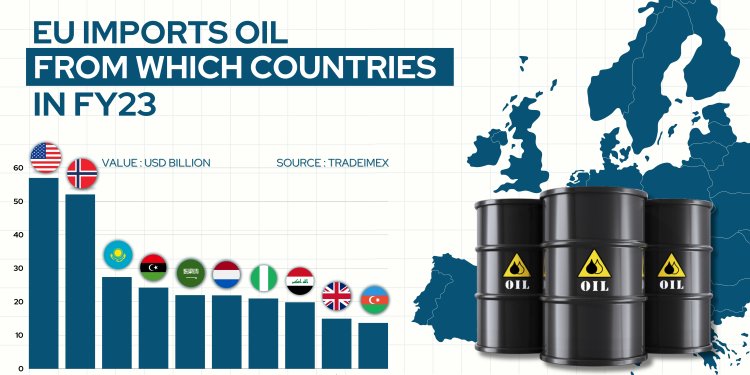 EU IMPORTS OIL
FROM WHICH COUNTRIES
IN FY23
VALUE : USD BILLION
SOURCE : TRADEIMEX
60
50
40
30
20
10
0
OIL
OIL
OIL